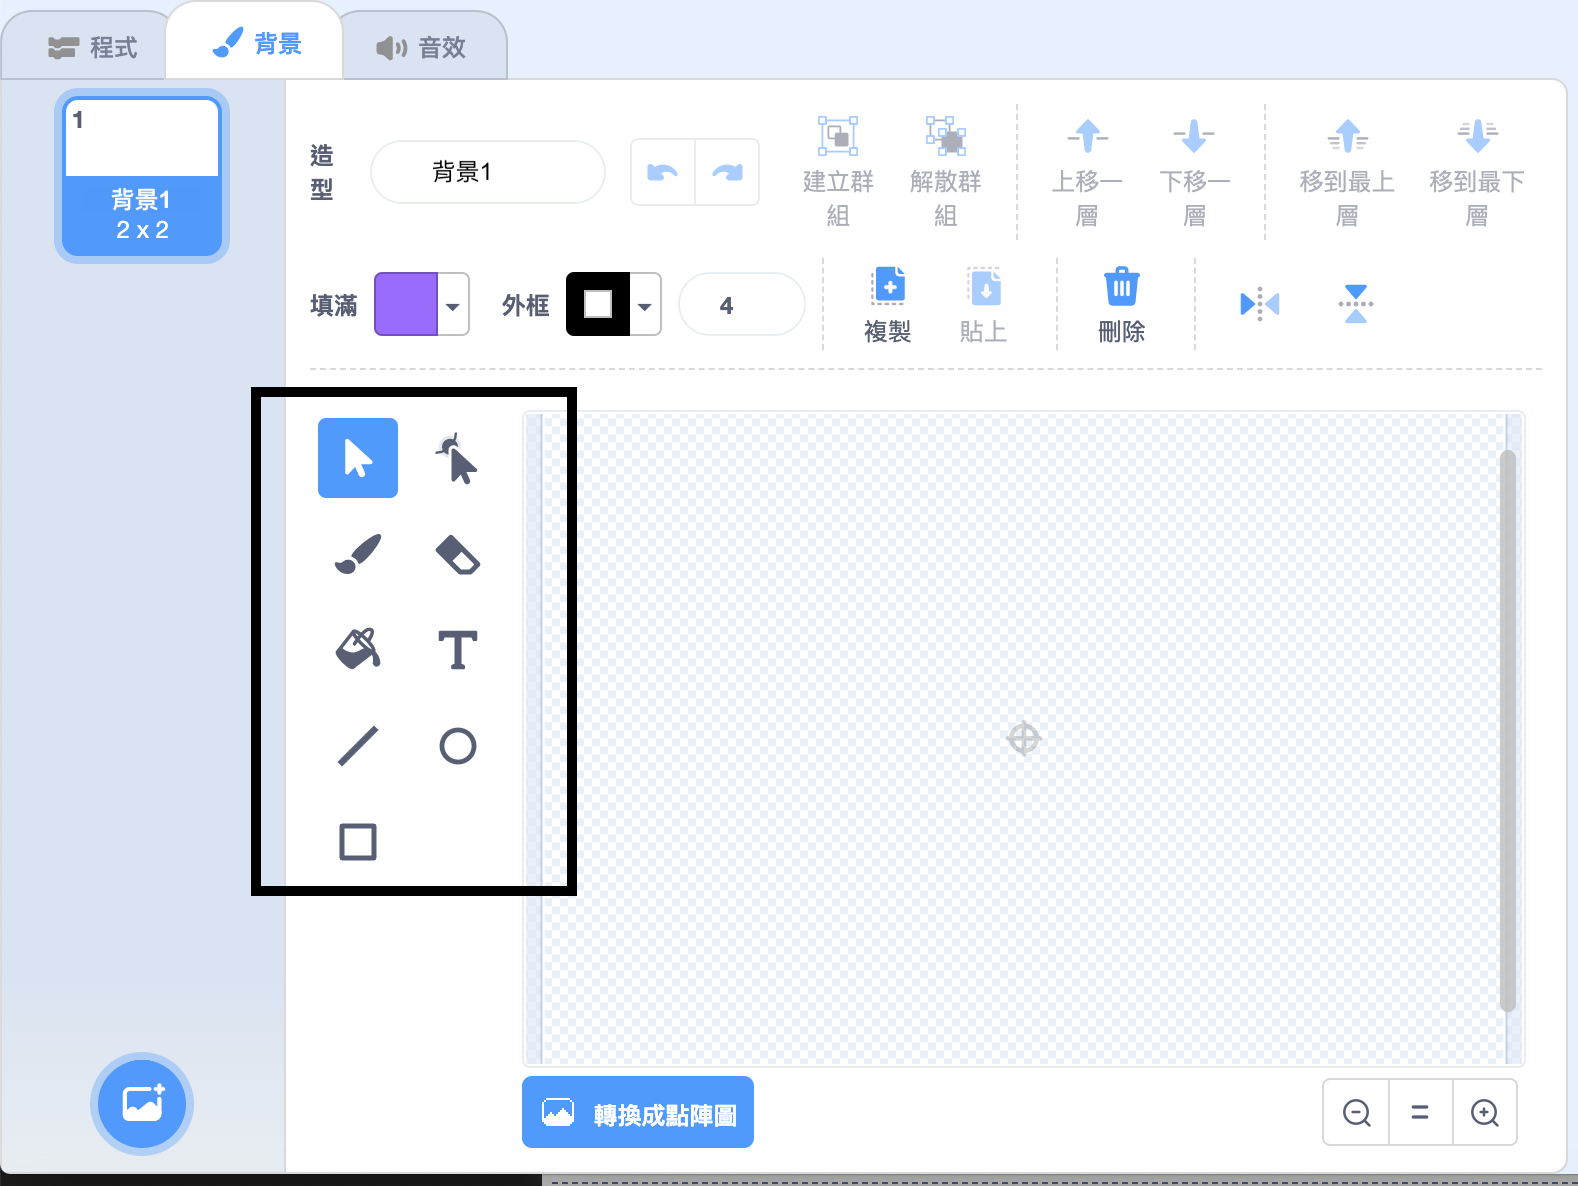 程式
背景
音效
1
背景1
2 x 2
造
型
背景1
建立群
組
解散群
組
上移一
層
下移一
層
移到最上
層
移到最下
層
填滿
外框
4
複製
貼上
刪除
T
轉換成點陣圖